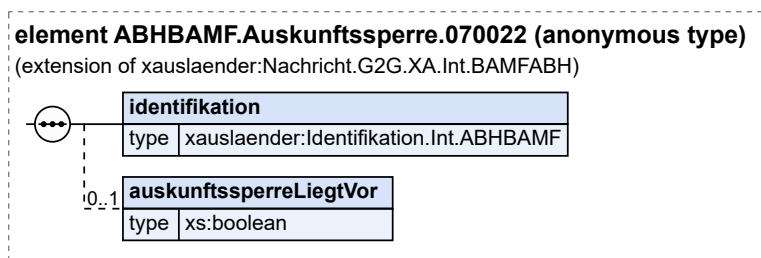 element ABHBAMF.Auskunftssperre.070022 (anonymous type)
(extension of xauslaender:Nachricht.G2G.XA.Int.BAMFABH)
identifikation
type xauslaender:Identifikation.Int.ABHBAMF
0..1 auskunftssperreLiegtVor
type xs:boolean